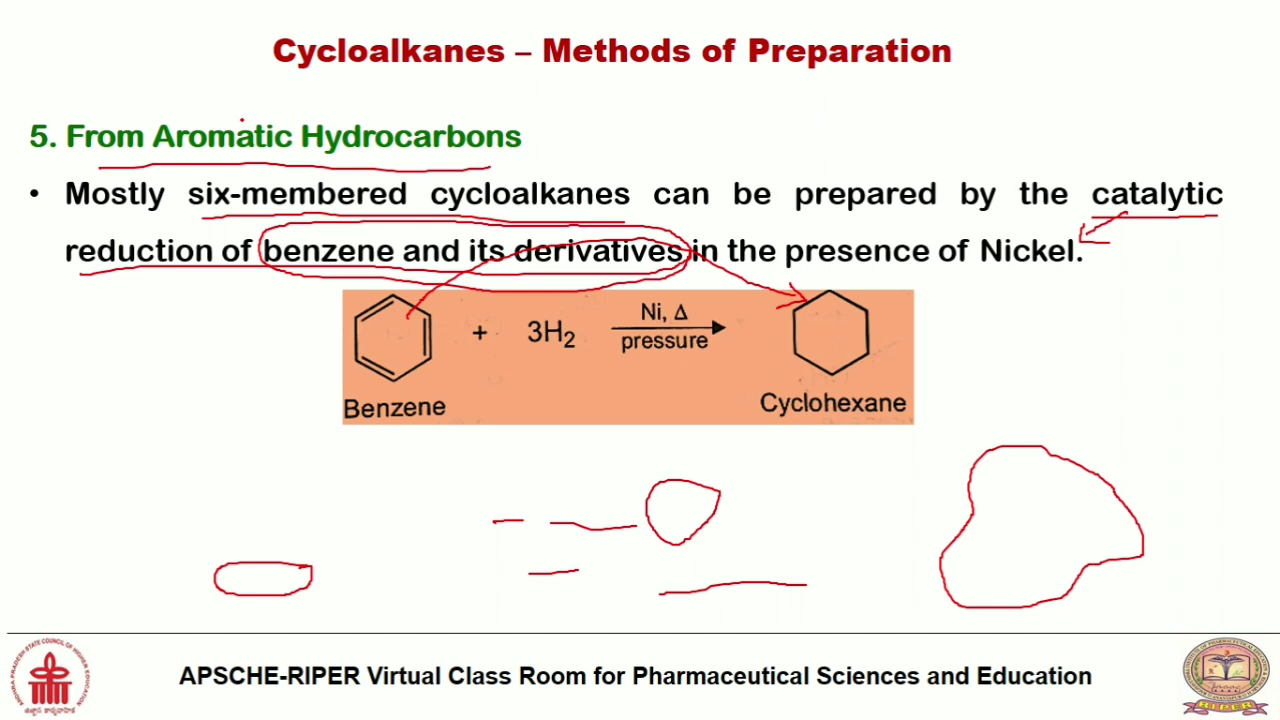 Cycloalkanes – Methods of Preparation
5. From Aromatic Hydrocarbons
• Mostly six-membered cycloalkanes can be prepared by the catalytic
reduction of benzene and its derivatives in the presence of Nickel.
+ 3H₂ Ni, Δ
pressure
Benzene
Cyclohexane
APSCHE-RIPER Virtual Class Room for Pharmaceutical Sciences and Education
RIPER